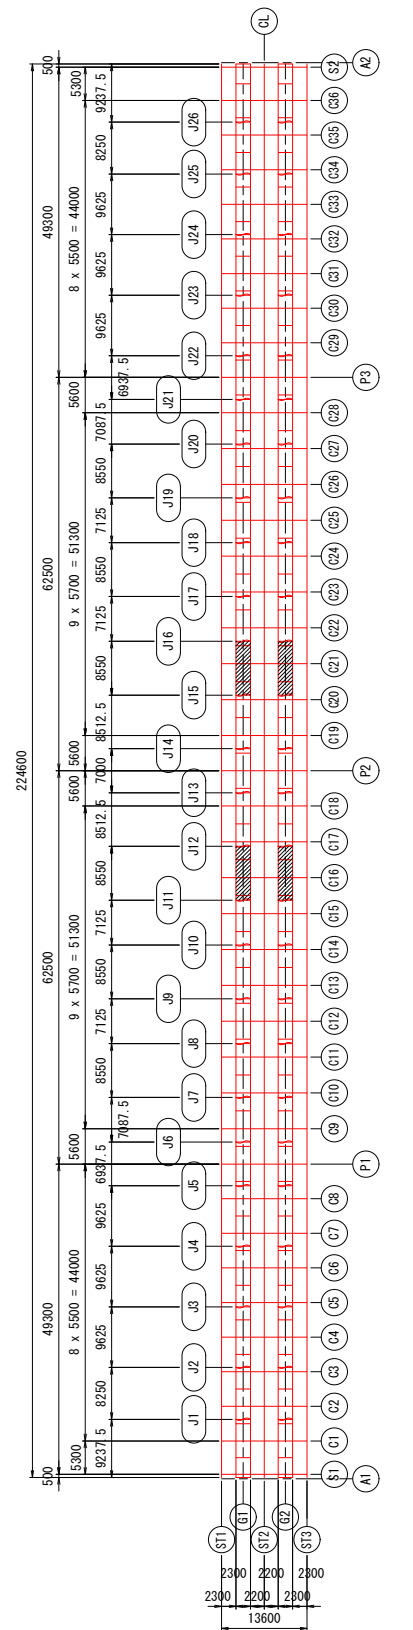 CL
A2
S2
C36
C35
C34
C33
C32
C31
C30
C29
P3
C28
C27
C26
C25
C24
C23
C22
C21
C20
C19
P2
C18
C17
C16
C15
C14
C13
C12
C11
C10
C9
P1
C8
C7
C6
C5
C4
C3
C2
C1
S1
A1
J26
J25
J24
J23
J22
J21
J20
J19
J18
J17
J16
J15
J14
J13
J12
J11
J10
J9
J8
J7
J6
J5
J4
J3
J2
J1
9237.5
8250
9625
9625
9625
6937.5
7087.5
8550
7125
8550
7125
8550
8512.5
7000
8512.5
8550
7125
8550
7125
8550
7087.5
6937.5
9625
9625
9625
8250
9237.5
5300
8 x 5500 = 44000
5600
9 x 5700 = 51300
5600
5600
9 x 5700 = 51300
5600
8 x 5500 = 44000
5300
500
49300
62500
62500
49300
500
224600
ST1
G1
ST2
G2
ST3
2300
2200
2300
2300
2200
2300
13600